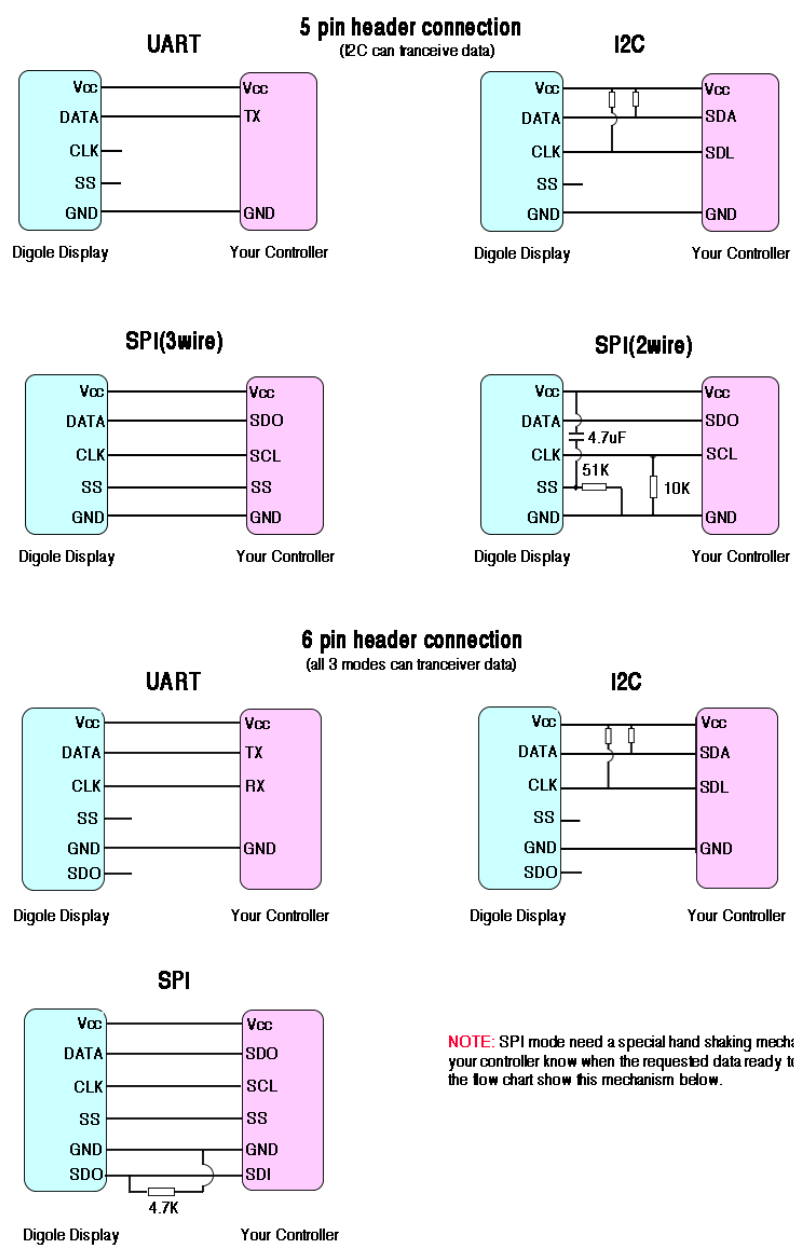 5 pin header connection
(I2C can tranceive data)
UART
Vcc Vcc
DATA TX
CLK
SS
GND GND
Digole Display Your Controller
I2C
Vcc Vcc
DATA SDA
CLK SDL
SS
GND GND
Digole Display Your Controller
SPI(3wire)
Vcc Vcc
DATA SDO
CLK SCL
SS SS
GND GND
Digole Display Your Controller
SPI(2wire)
Vcc Vcc
DATA SDO
4.7uF
CLK SCL
51K
SS 10K
GND GND
Digole Display Your Controller
6 pin header connection
(all 3 modes can tranceiver data)
UART
Vcc Vcc
DATA TX
CLK RX
SS
GND GND
SDO
Digole Display Your Controller
I2C
Vcc Vcc
DATA SDA
CLK SDL
SS
GND GND
SDO
Digole Display Your Controller
SPI
Vcc Vcc
DATA SDO
CLK SCL
SS SS
GND GND
SDO SDI
4.7K
Digole Display Your Controller
NOTE: SPI mode need a special hand shaking mecha
your controller know when the requested data ready t
the flow chart show this mechanism below.